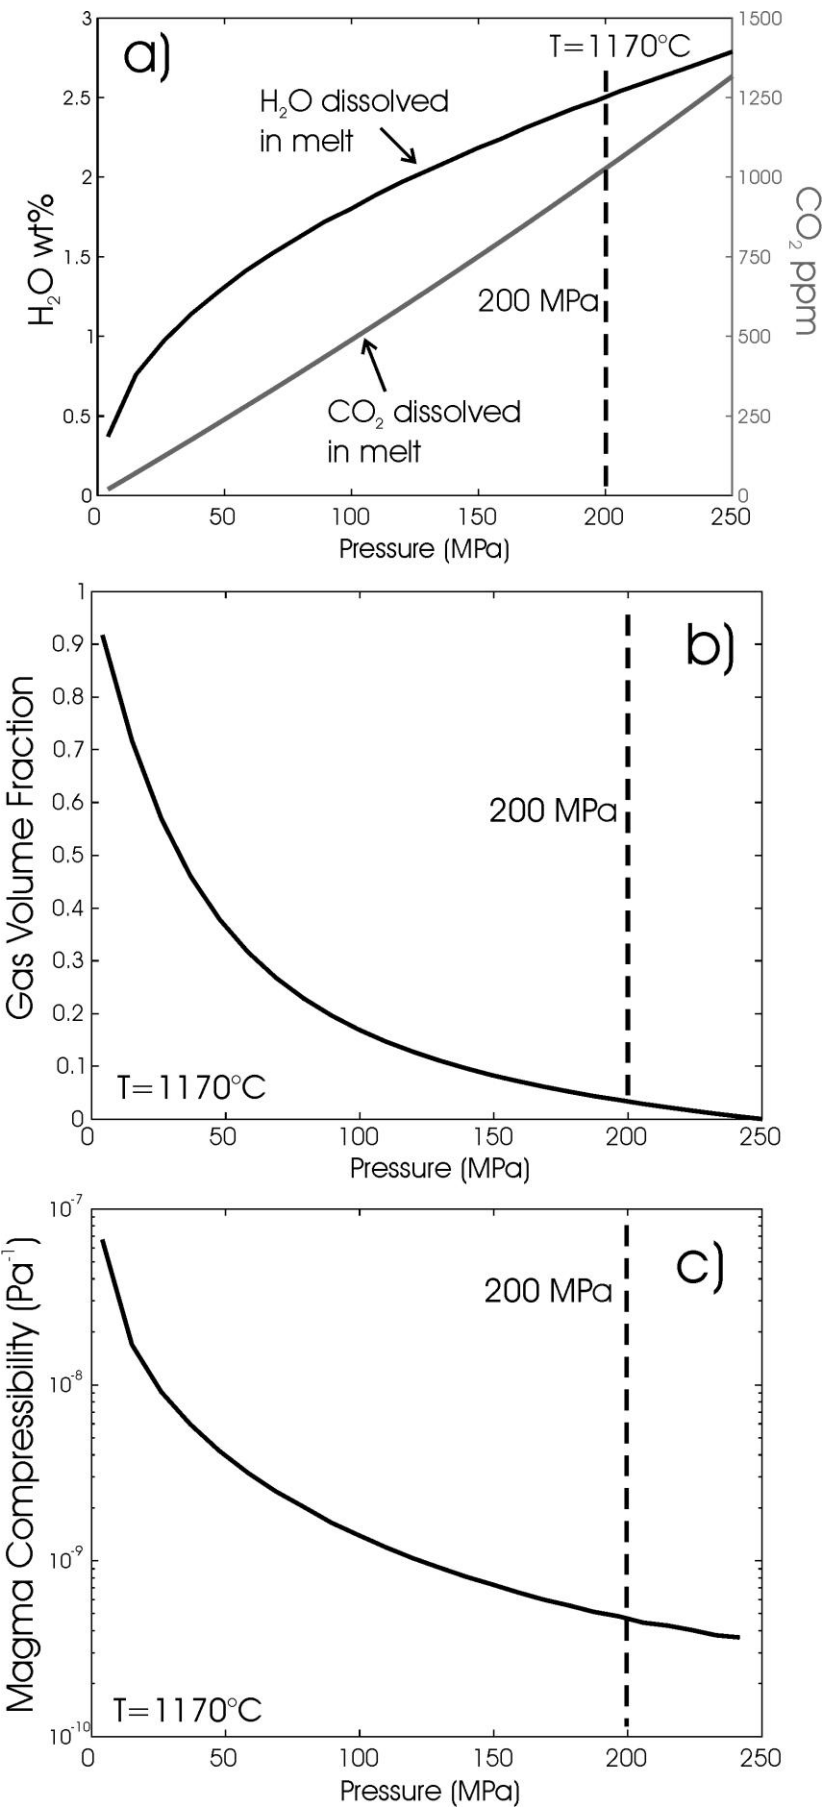 a)
T=1170°C
H₂O dissolved
in melt
200 MPa
CO₂ dissolved
in melt
H₂O wt%
3
2.5
2
1.5
1
0.5
0
CO₂ ppm
1500
1250
1000
750
500
250
0
0 50 100 150 200 250
Pressure (MPa)
b)
200 MPa
T=1170°C
Gas Volume Fraction
1
0.9
0.8
0.7
0.6
0.5
0.4
0.3
0.2
0.1
0
0 50 100 150 200 250
Pressure (MPa)
c)
200 MPa
T=1170°C
Magma Compressibility (Pa⁻¹)
10⁻⁷
10⁻⁸
10⁻⁹
10⁻¹⁰
0 50 100 150 200 250
Pressure (MPa)